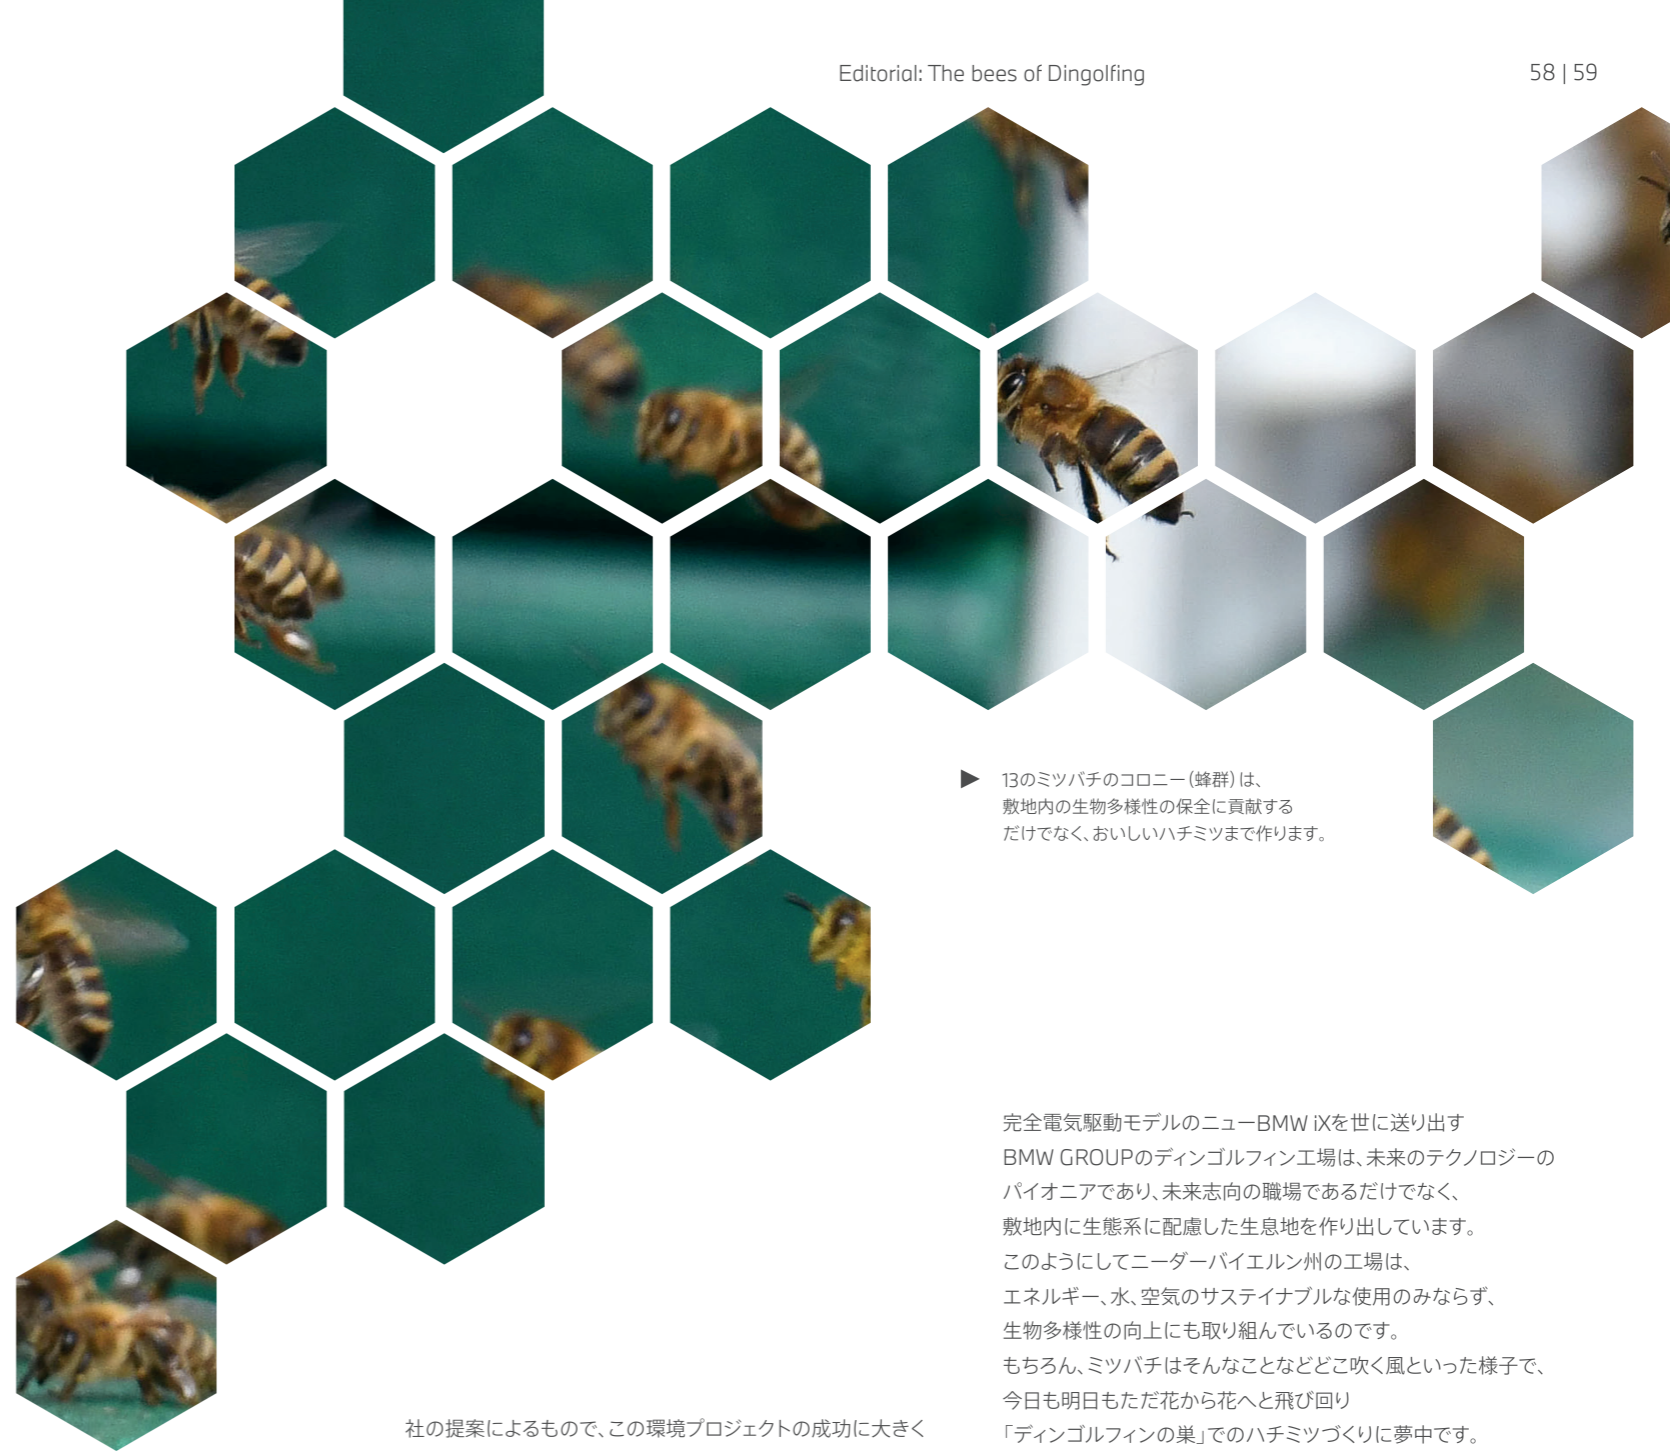 Editorial: The bees of Dingolfing
58 | 59
▶ 13のミツバチのコロニー（蜂群）は、
敷地内の生物多様性の保全に貢献する
だけでなく、おいしいハチミツまで作ります。
社の提案によるもので、この環境プロジェクトの成功に大きく
完全電気駆動モデルのニューBMW iXを世に送り出す
BMW GROUPのディンゴルフィン工場は、未来のテクノロジーの
パイオニアであり、未来志向の職場であるだけでなく、
敷地内に生態系に配慮した生息地を作り出しています。
このようにしてニーダーバイエルン州の工場は、
エネルギー、水、空気のサステイナブルな使用のみならず、
生物多様性の向上にも取り組んでいるのです。
もちろん、ミツバチはそんなことなどどこ吹く風といった様子で、
今日も明日もただ花から花へと飛び回り
「ディンゴルフィンの巣」でのハチミツづくりに夢中です。